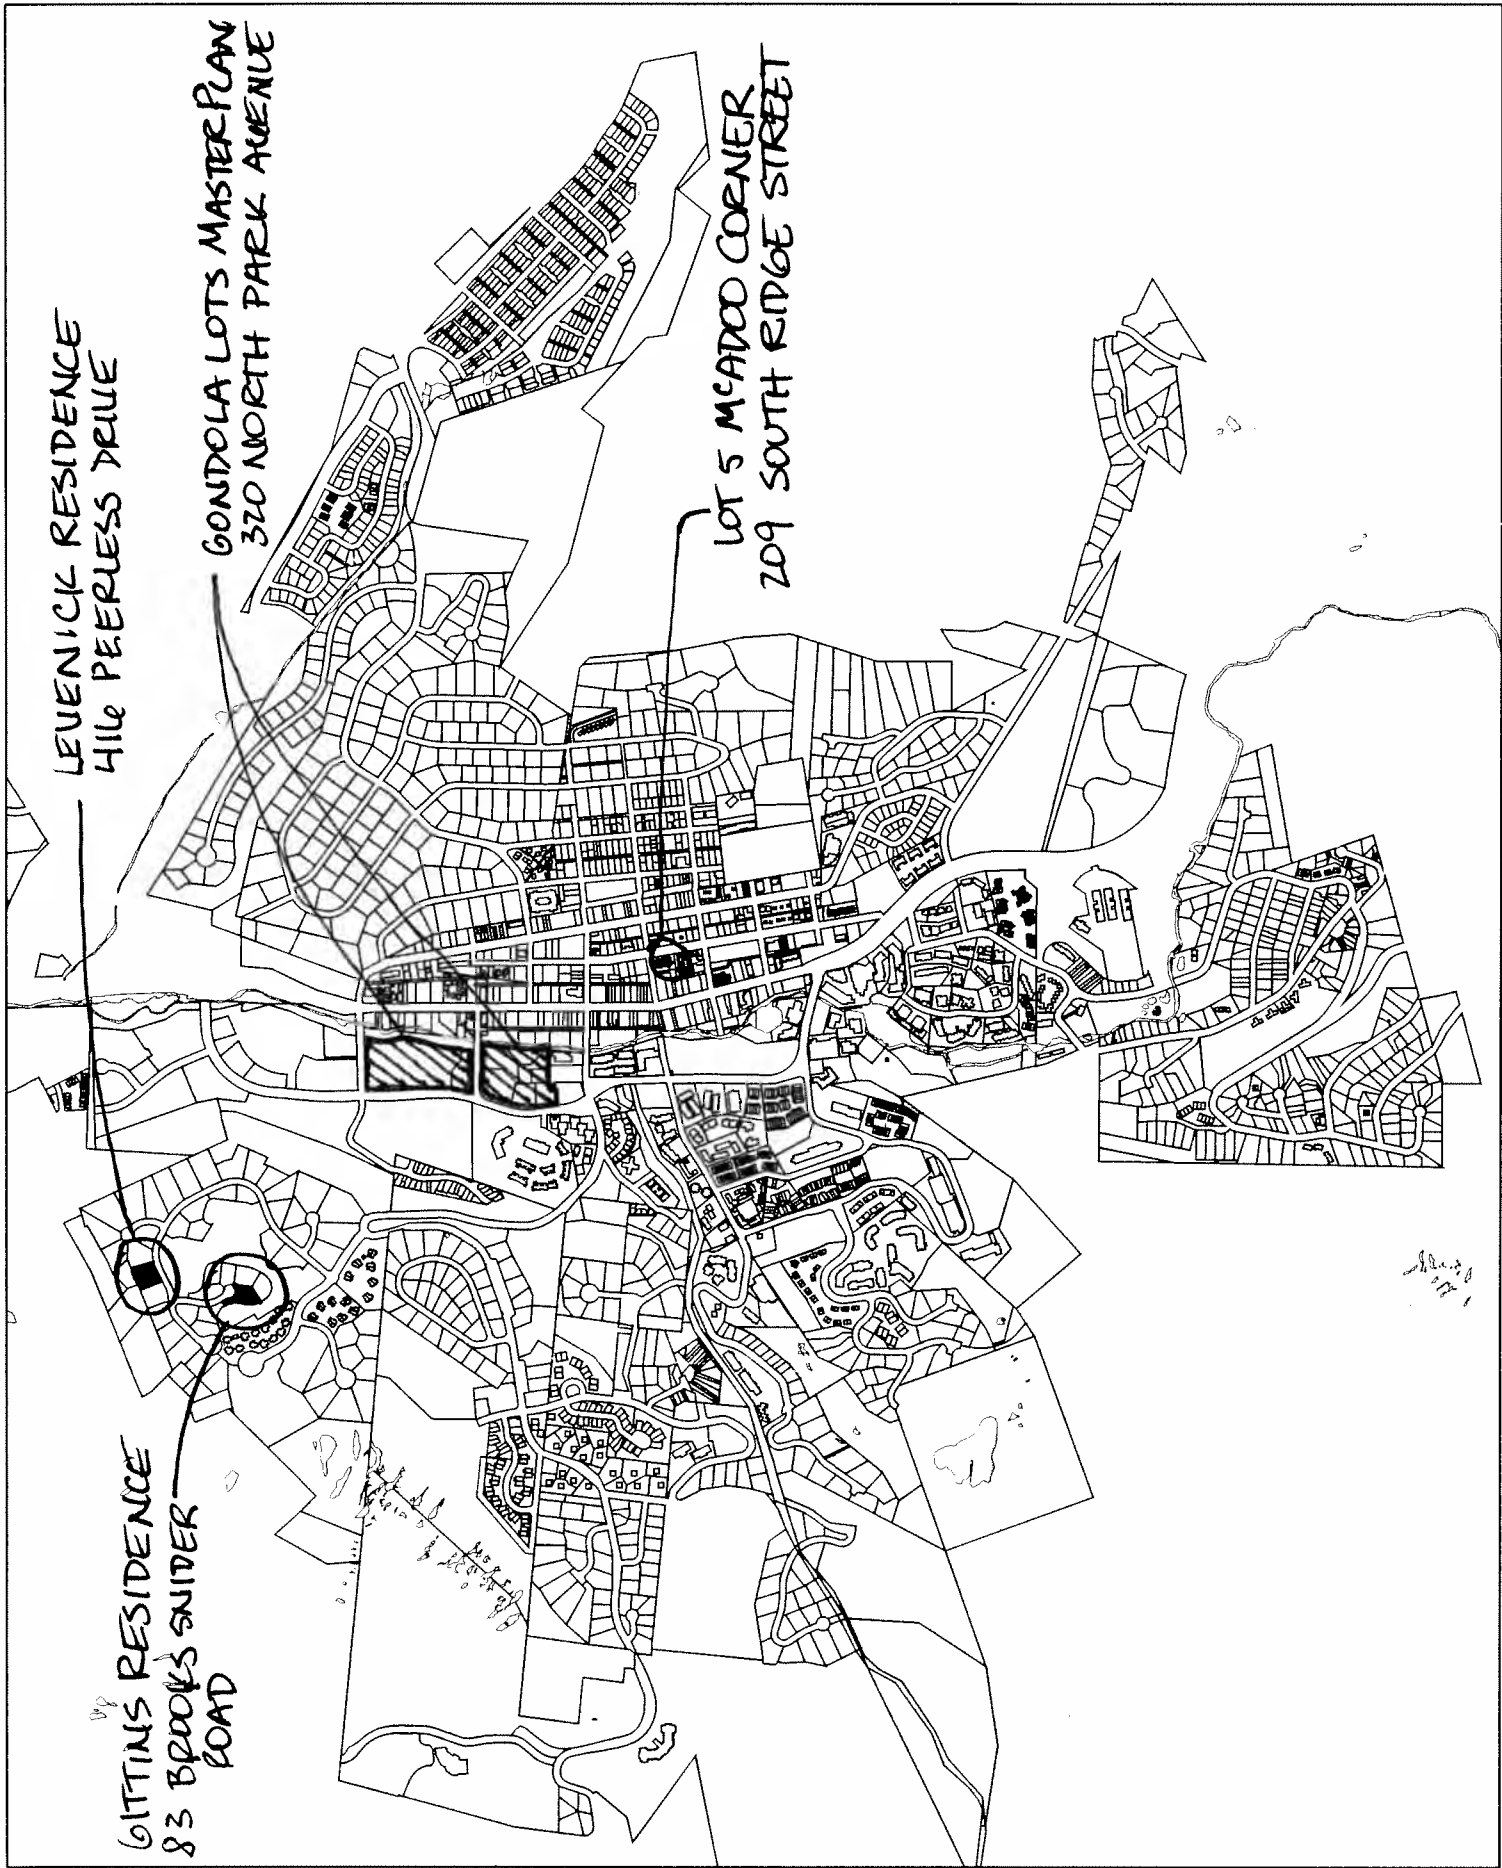 GITTINS RESIDENCE
83 BROOKS SNIDER
ROAD
LEVENICK RESIDENCE
416 PEERLESS DRIVE
GONDOLA LOTS MASTER PLAN
320 NORTH PARK AVENUE
LOT 5 MCADOO CORNER
209 SOUTH RIDGE STREET